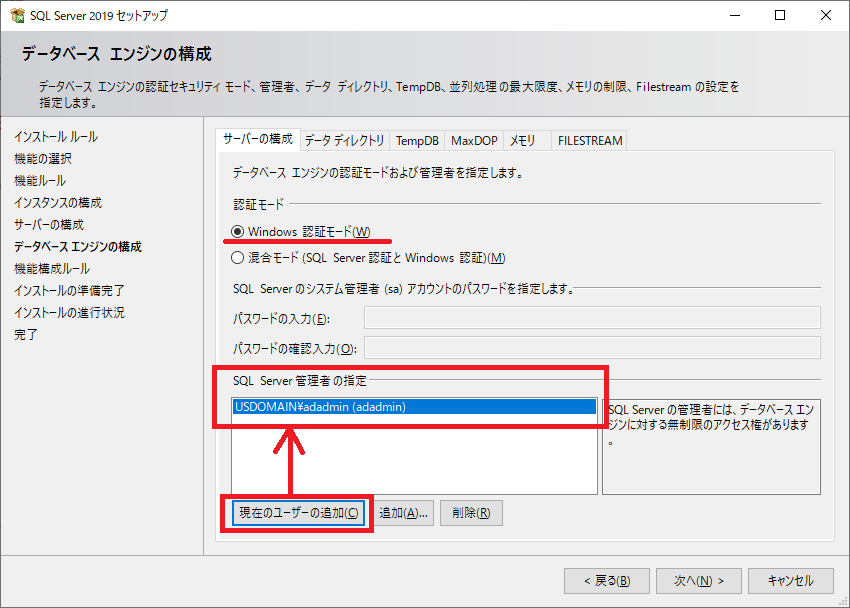 SQL Server 2019 セットアップ
データベース エンジンの構成
データベース エンジンの認証セキュリティ モード、管理者、データ ディレクトリ、TempDB、並列処理の最大限度、メモリの制限、Filestream の設定を
指定します。
インストール ルール
機能の選択
機能ルール
インスタンスの構成
サーバーの構成
データベース エンジンの構成
機能構成ルール
インストールの準備完了
インストールの進行状況
完了
サーバーの構成 データ ディレクトリ TempDB MaxDOP メモリ FILESTREAM
データベース エンジンの認証モードおよび管理者を指定します。
認証モード
Windows 認証モード(W)
混合モード (SQL Server 認証と Windows 認証)(M)
SQL Server のシステム管理者 (sa) アカウントのパスワードを指定します。
パスワードの入力(E):
パスワードの確認入力(O):
SQL Server 管理者の指定
USDOMAIN¥adadmin (adadmin)
SQL Server の管理者には、データベース エン
ジンに対する無制限のアクセス権があります
。
現在のユーザーの追加(C) 追加(A)... 削除(R)
< 戻る(B) 次へ(N) > キャンセル